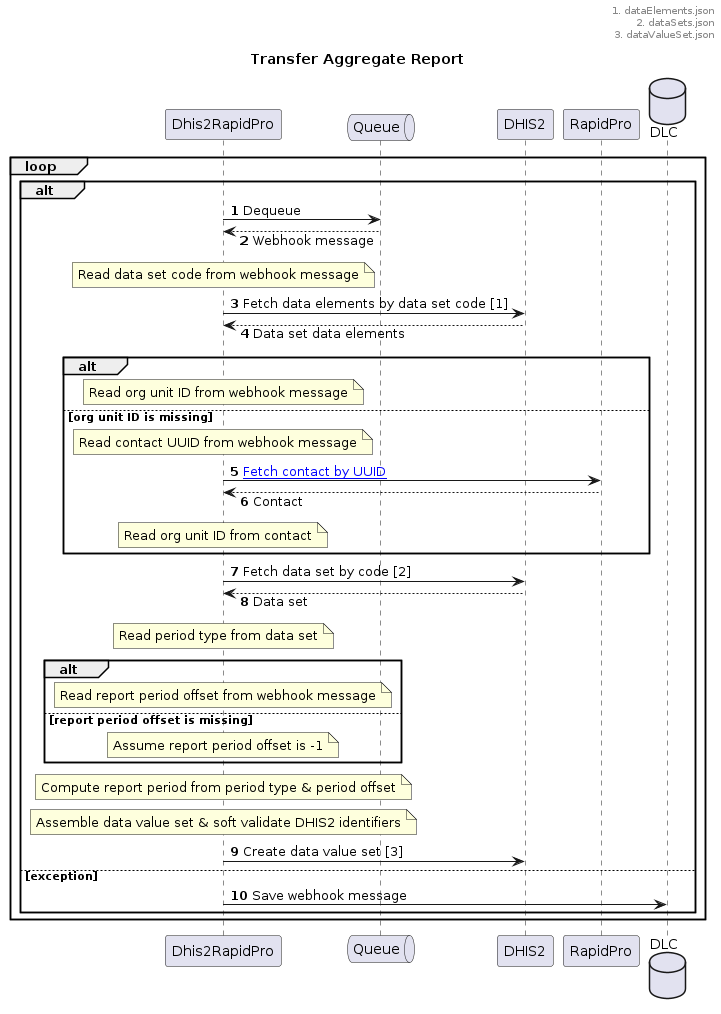 1. dataElements.json
2. dataSets.json
3. dataValueSet.json
Transfer Aggregate Report
Dhis2RapidPro
Queue
DHIS2
RapidPro
DLC
loop
alt
1 Dequeue
2 Webhook message
Read data set code from webhook message
3 Fetch data elements by data set code [1]
4 Data set data elements
alt
Read org unit ID from webhook message
[org unit ID is missing]
Read contact UUID from webhook message
5 Fetch contact by UUID
6 Contact
Read org unit ID from contact
7 Fetch data set by code [2]
8 Data set
Read period type from data set
alt
Read report period offset from webhook message
[report period offset is missing]
Assume report period offset is -1
Compute report period from period type & period offset
Assemble data value set & soft validate DHIS2 identifiers
9 Create data value set [3]
[exception]
10 Save webhook message
Dhis2RapidPro
Queue
DHIS2
RapidPro
DLC